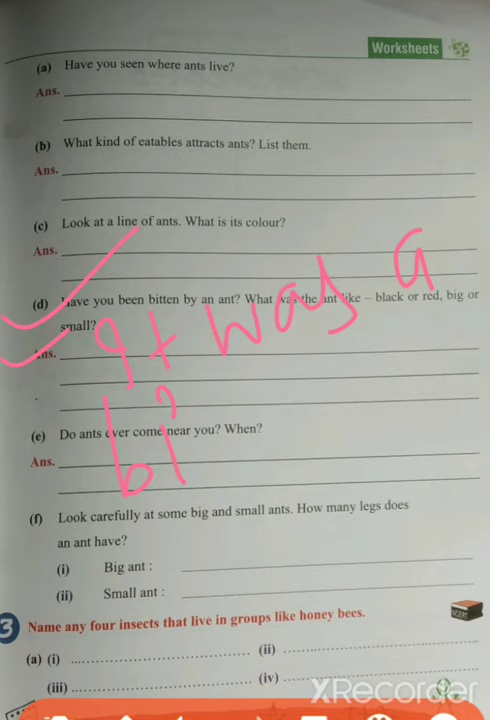 Worksheets
(a) Have you seen where ants live?
Ans.
(b) What kind of eatables attracts ants? List them.
Ans.
(c) Look at a line of ants. What is its colour?
Ans.
(d) Have you been bitten by an ant? What was the ant like – black or red, big or
small?
It was a
Ans.
bi
(e) Do ants ever come near you? When?
Ans.
(f) Look carefully at some big and small ants. How many legs does
an ant have?
(i) Big ant :
(ii) Small ant :
3 Name any four insects that live in groups like honey bees.
(a) (i) (ii)
(iii) (iv)
XRecorder